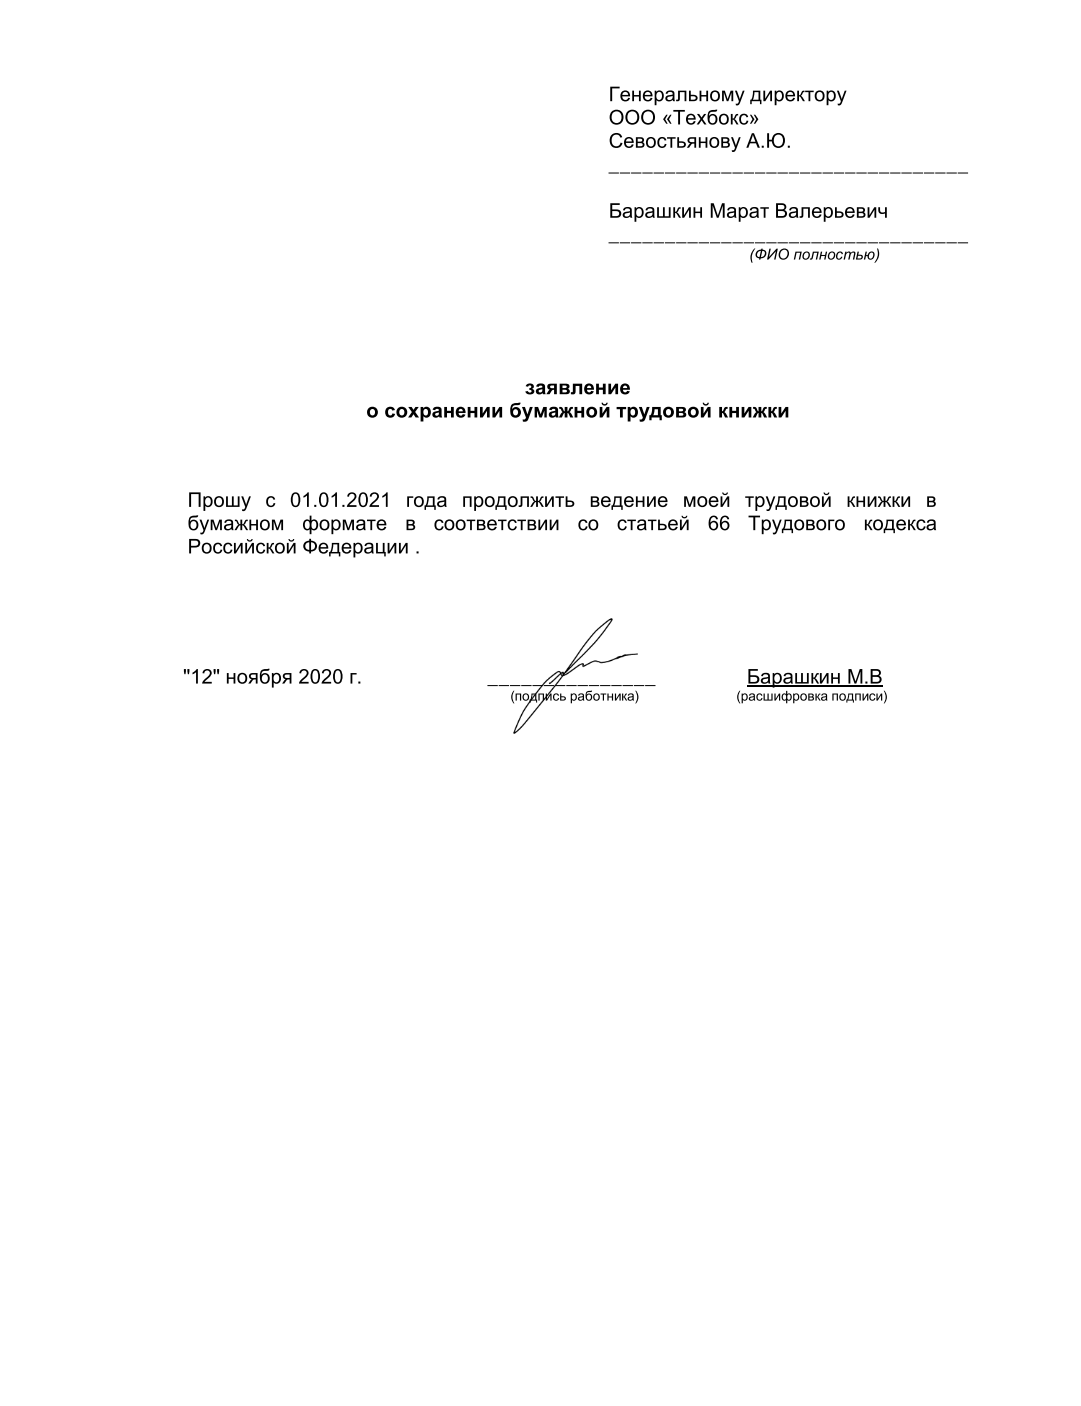 Генеральному директору
ООО «Техбокс»
Севостьянову А.Ю.
________________________________
Барашкин Марат Валерьевич
________________________________
(ФИО полностью)
заявление
о сохранении бумажной трудовой книжки
Прошу с 01.01.2021 года продолжить ведение моей трудовой книжки в
бумажном формате в соответствии со статьей 66 Трудового кодекса
Российской Федерации .
"12" ноября 2020 г. _______________ Барашкин М.В
(подпись работника) (расшифровка подписи)